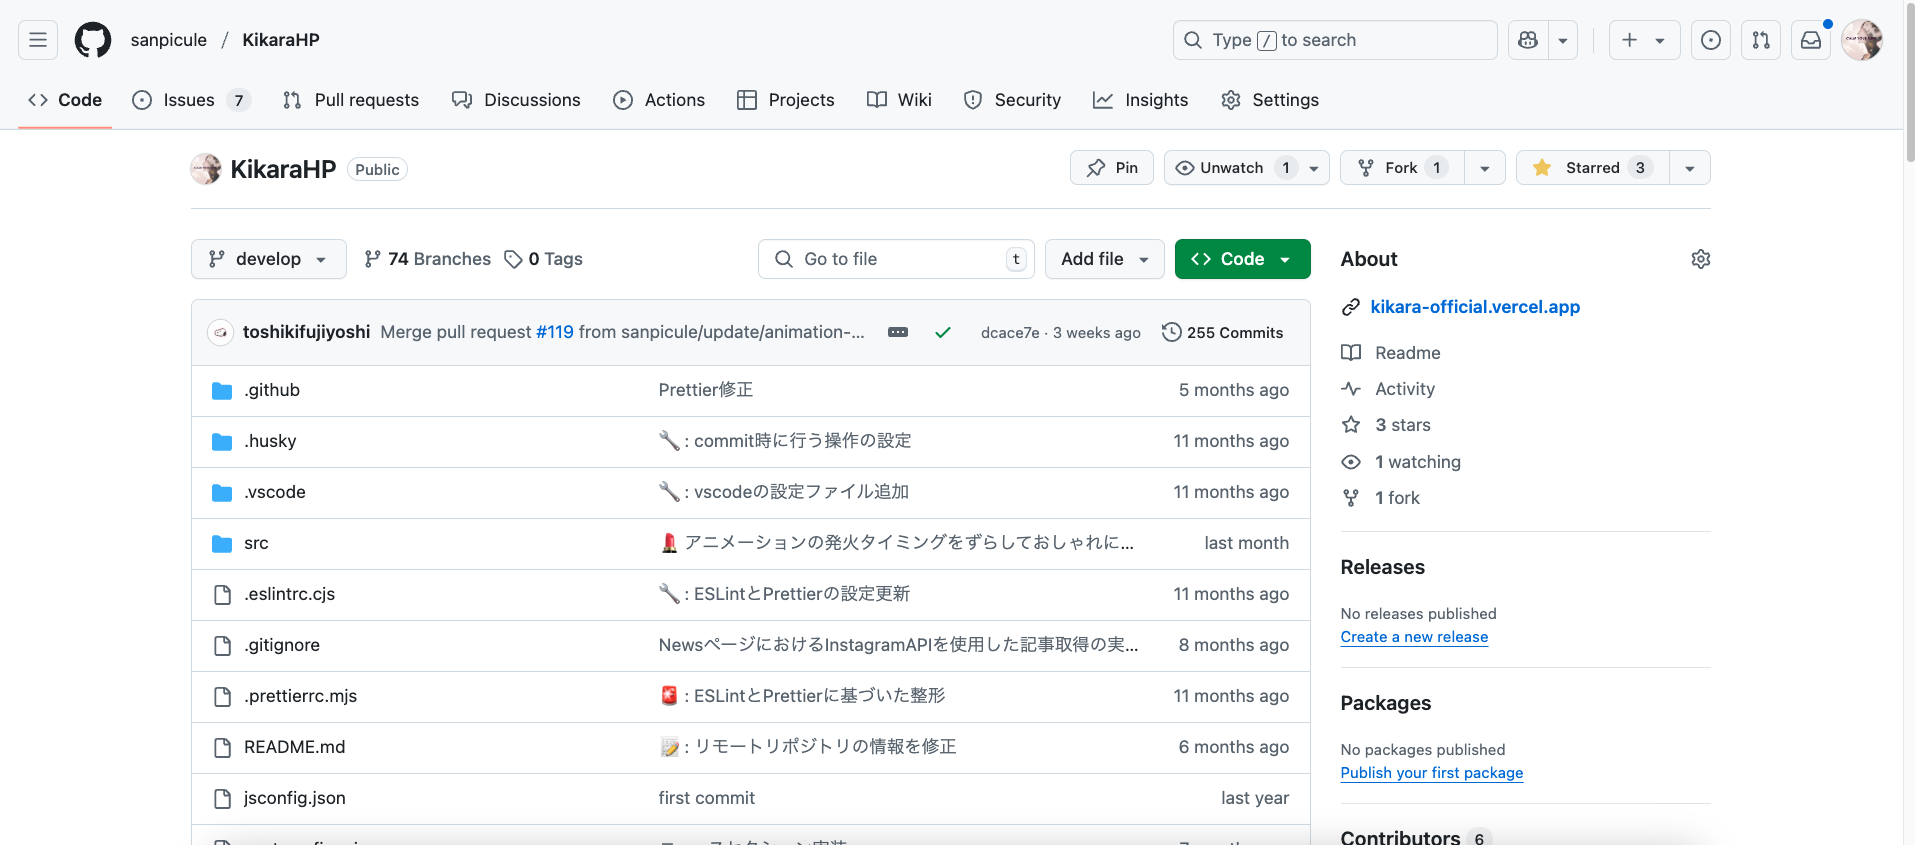 sanpicule / KikaraHP
Type / to search
Code
Issues 7
Pull requests
Discussions
Actions
Projects
Wiki
Security
Insights
Settings
KikaraHP Public
Pin
Unwatch 1
Fork 1
Starred 3
develop
74 Branches
0 Tags
Go to file t
Add file
Code
toshikifujiyoshi Merge pull request #119 from sanpicule/update/animation-... dcace7e · 3 weeks ago 255 Commits
.github Prettier修正 5 months ago
.husky : commit時に行う操作の設定 11 months ago
.vscode : vscodeの設定ファイル追加 11 months ago
src アニメーションの発火タイミングをずらしておしゃれに... last month
.eslintrc.cjs : ESLintとPrettierの設定更新 11 months ago
.gitignore NewsページにおけるInstagramAPIを使用した記事取得の実... 8 months ago
.prettierrc.mjs : ESLintとPrettierに基づいた整形 11 months ago
README.md : リモートリポジトリの情報を修正 6 months ago
jsconfig.json first commit last year
About
kikara-official.vercel.app
Readme
Activity
3 stars
1 watching
1 fork
Releases
No releases published
Create a new release
Packages
No packages published
Publish your first package
Contributors 6